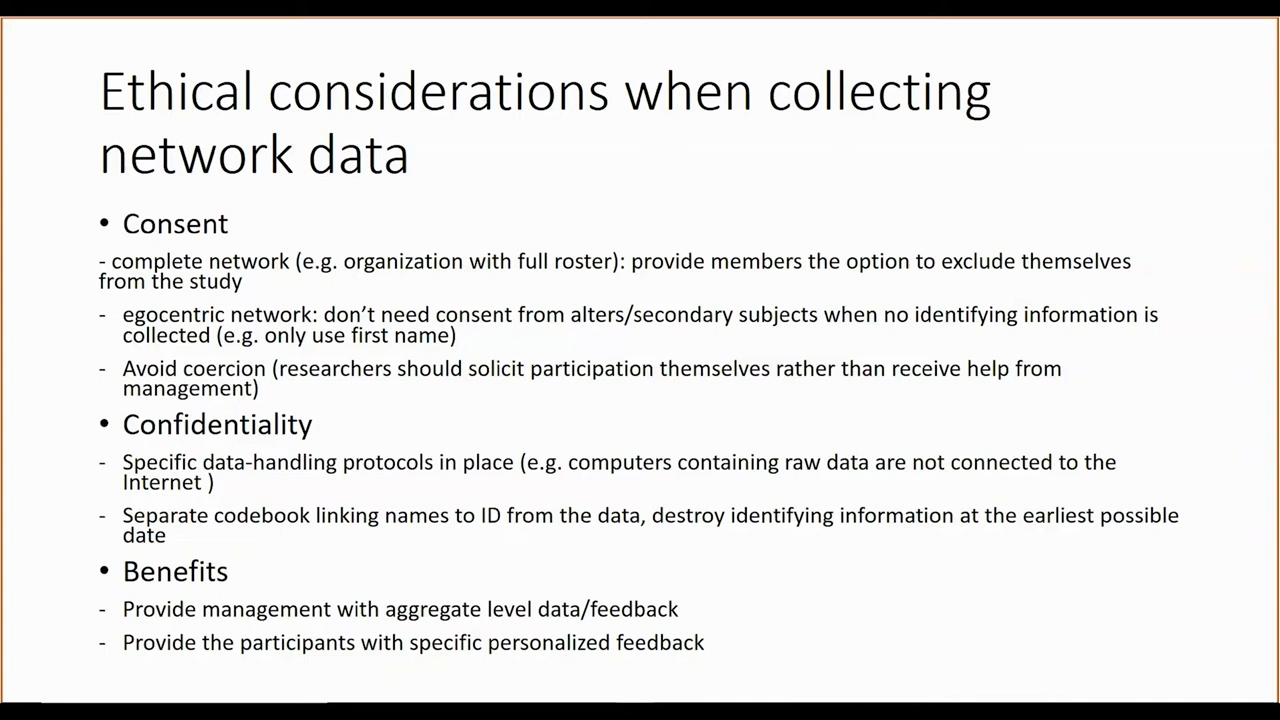 Ethical considerations when collecting
network data
• Consent
- complete network (e.g. organization with full roster): provide members the option to exclude themselves
from the study
- egocentric network: don’t need consent from alters/secondary subjects when no identifying information is
collected (e.g. only use first name)
- Avoid coercion (researchers should solicit participation themselves rather than receive help from
management)
• Confidentiality
- Specific data-handling protocols in place (e.g. computers containing raw data are not connected to the
Internet )
- Separate codebook linking names to ID from the data, destroy identifying information at the earliest possible
date
• Benefits
- Provide management with aggregate level data/feedback
- Provide the participants with specific personalized feedback